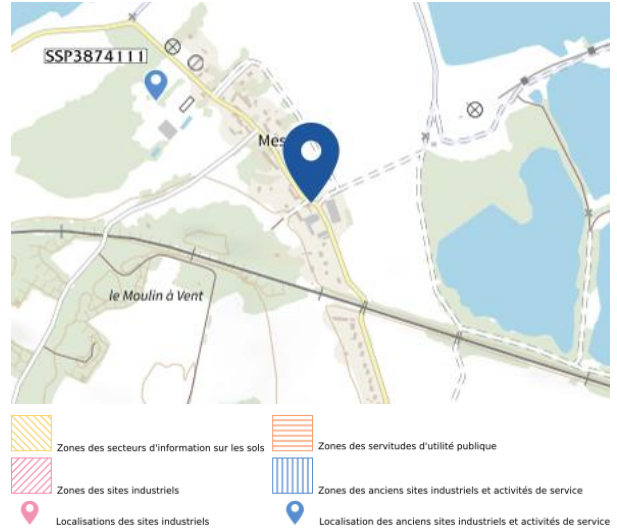 SSP3874111
Mes
le Moulin à Vent
Zones des secteurs d'information sur les sols
Zones des servitudes d'utilité publique
Zones des sites industriels
Zones des anciens sites industriels et activités de service
Localisations des sites industriels
Localisation des anciens sites industriels et activités de service